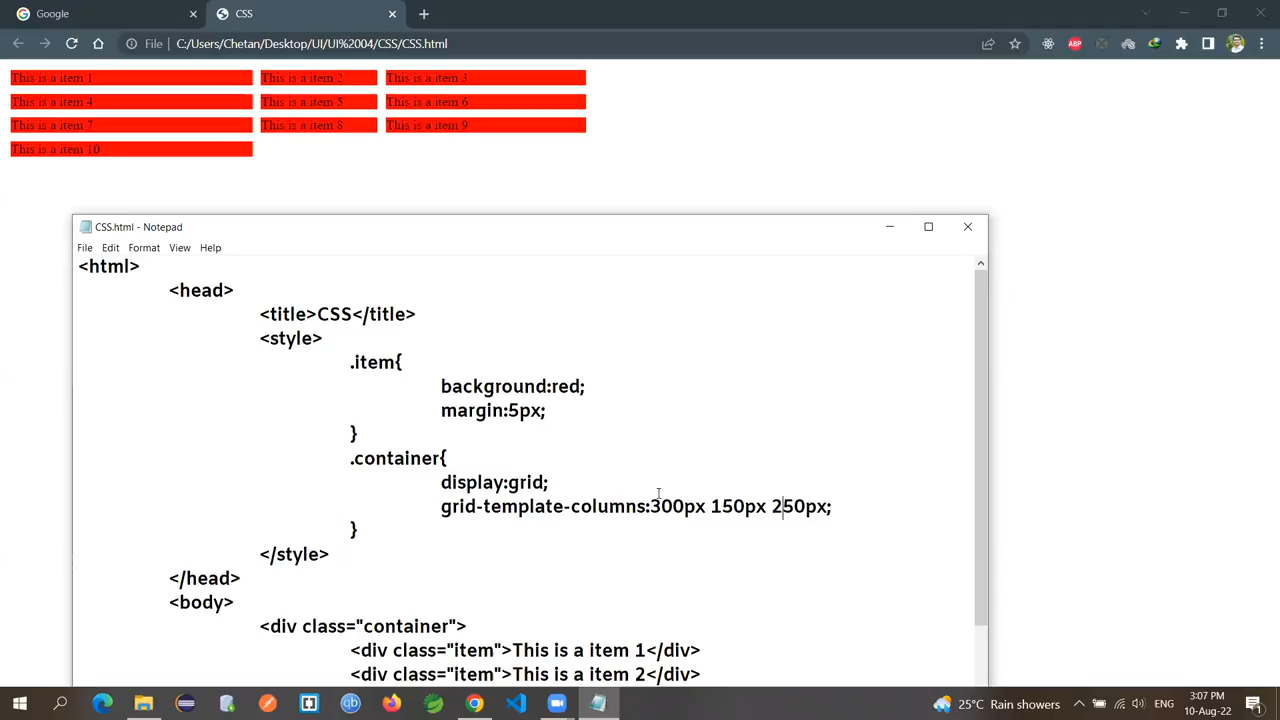 Google
CSS
File C:/Users/Chetan/Desktop/UI/UI%2004/CSS/CSS.html
ABP
This is a item 1 This is a item 2 This is a item 3
This is a item 4 This is a item 5 This is a item 6
This is a item 7 This is a item 8 This is a item 9
This is a item 10
CSS.html - Notepad
File Edit Format View Help
<html>
<head>
<title>CSS</title>
<style>
.item{
background:red;
margin:5px;
}
.container{
display:grid;
grid-template-columns:300px 150px 250px;
}
</style>
</head>
<body>
<div class="container">
<div class="item">This is a item 1</div>
<div class="item">This is a item 2</div>
qb
25°C Rain showers
3:07 PM
10-Aug-22